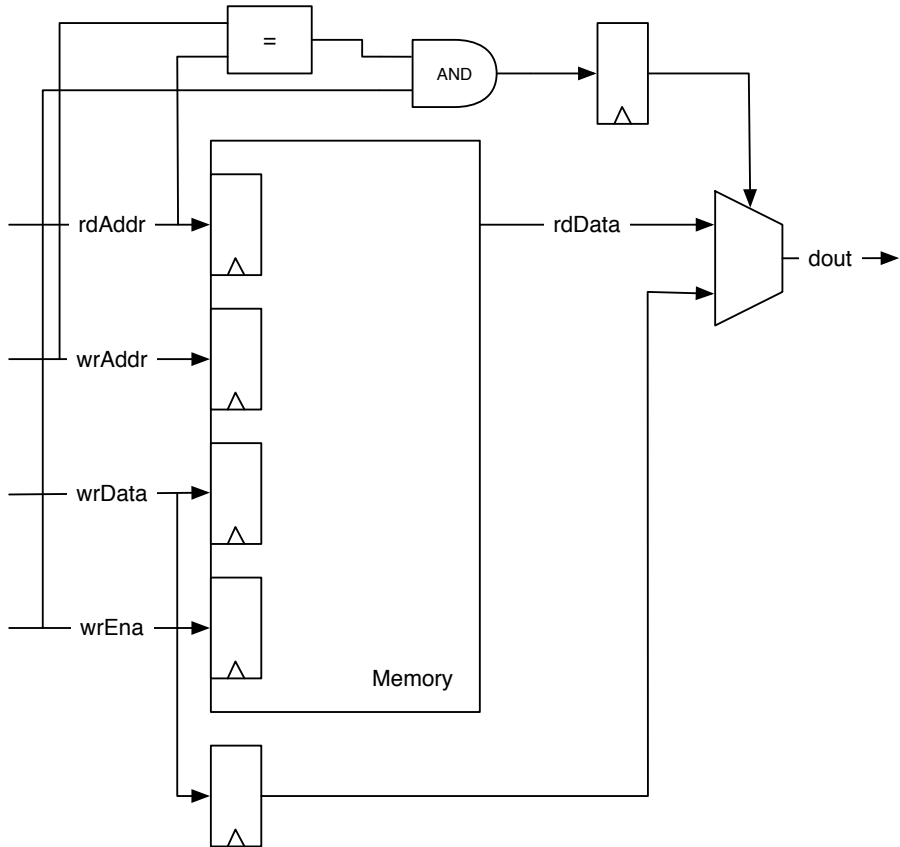 =
AND
rdAddr
rdData
dout
wrAddr
wrData
wrEna
Memory